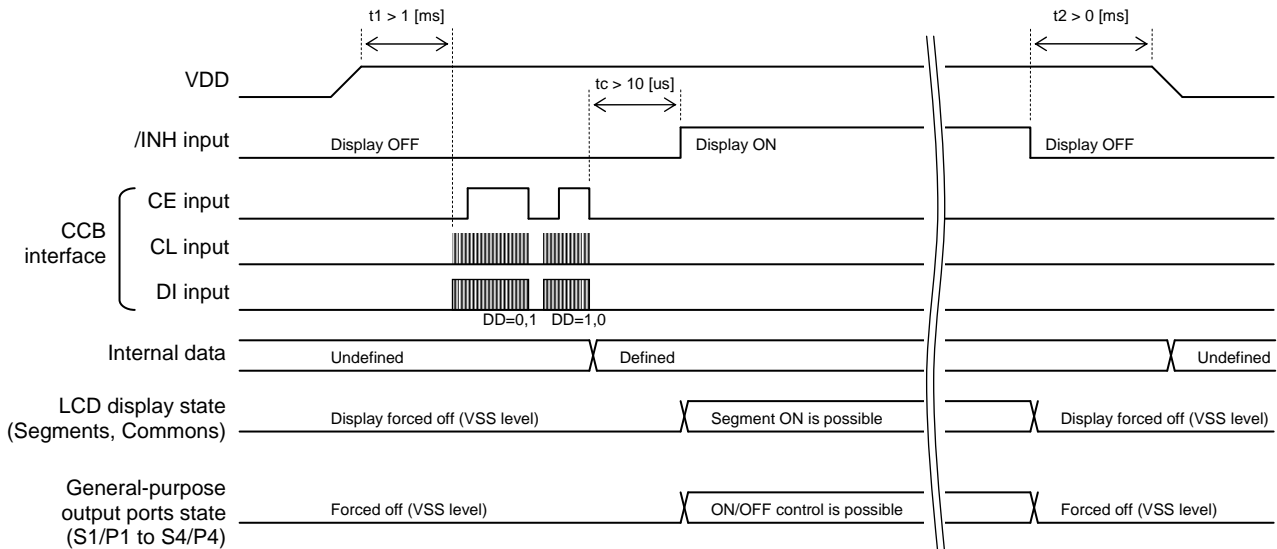 t1 > 1 [ms]
t2 > 0 [ms]
VDD
tc > 10 [us]
/INH input
Display OFF
Display ON
Display OFF
CCB
interface
CE input
CL input
DI input
DD=0,1
DD=1,0
Internal data
Undefined
Defined
Undefined
LCD display state
(Segments, Commons)
Display forced off (VSS level)
Segment ON is possible
Display forced off (VSS level)
General-purpose
output ports state
(S1/P1 to S4/P4)
Forced off (VSS level)
ON/OFF control is possible
Forced off (VSS level)